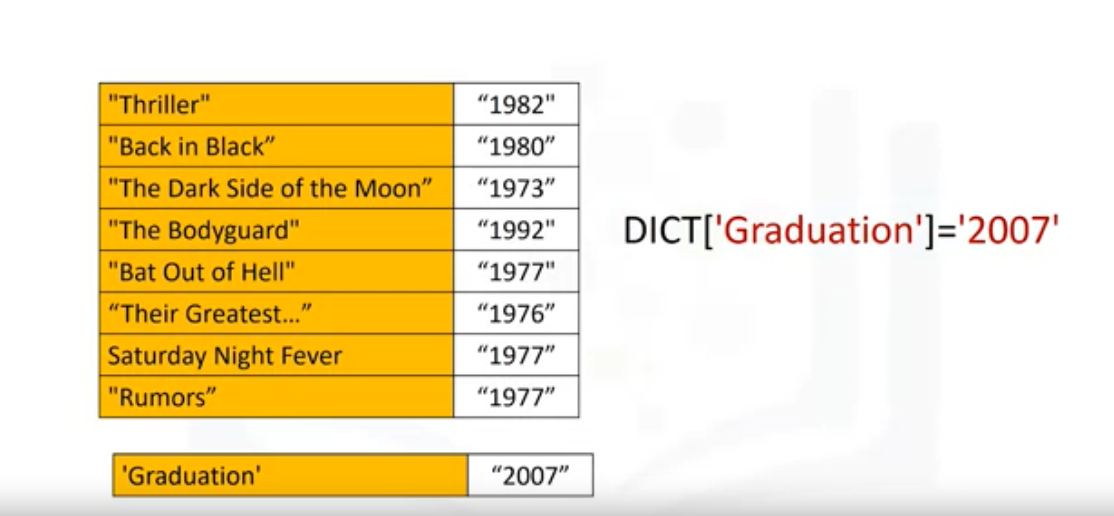 "Thriller" “1982"
"Back in Black” “1980”
"The Dark Side of the Moon” “1973”
"The Bodyguard" “1992"
"Bat Out of Hell" “1977"
“Their Greatest...” “1976”
Saturday Night Fever “1977”
"Rumors” “1977”
DICT['Graduation']='2007'
'Graduation' “2007”